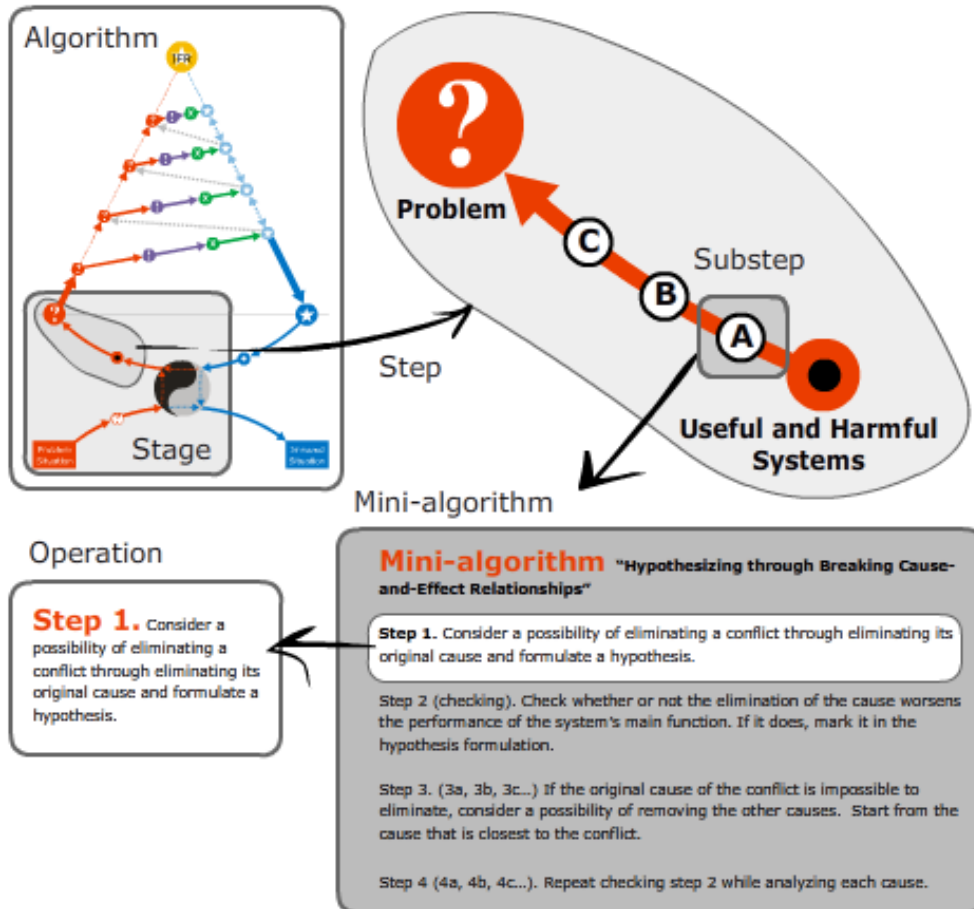 Algorithm
IFR
?
Problem
C
B
Substep
A
Step
Useful and Harmful
Systems
Stage
Problem
Situation
Mini-algorithm
Operation
Mini-algorithm "Hypothesizing through Breaking Cause-
and-Effect Relationships"
Step 1. Consider a
possibility of eliminating a
conflict through eliminating its
original cause and formulate a
hypothesis.
Step 1. Consider a possibility of eliminating a conflict through eliminating its
original cause and formulate a hypothesis.
Step 2 (checking). Check whether or not the elimination of the cause worsens
the performance of the system's main function. If it does, mark it in the
hypothesis formulation.
Step 3. (3a, 3b, 3c...) If the original cause of the conflict is impossible to
eliminate, consider a possibility of removing the other causes. Start from the
cause that is closest to the conflict.
Step 4 (4a, 4b, 4c...). Repeat checking step 2 while analyzing each cause.